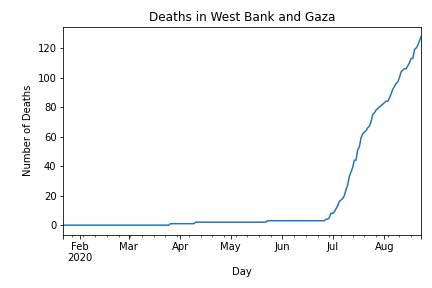 Deaths in West Bank and Gaza
Number of Deaths
120
100
80
60
40
20
0
Feb Mar Apr May Jun Jul Aug
2020
Day